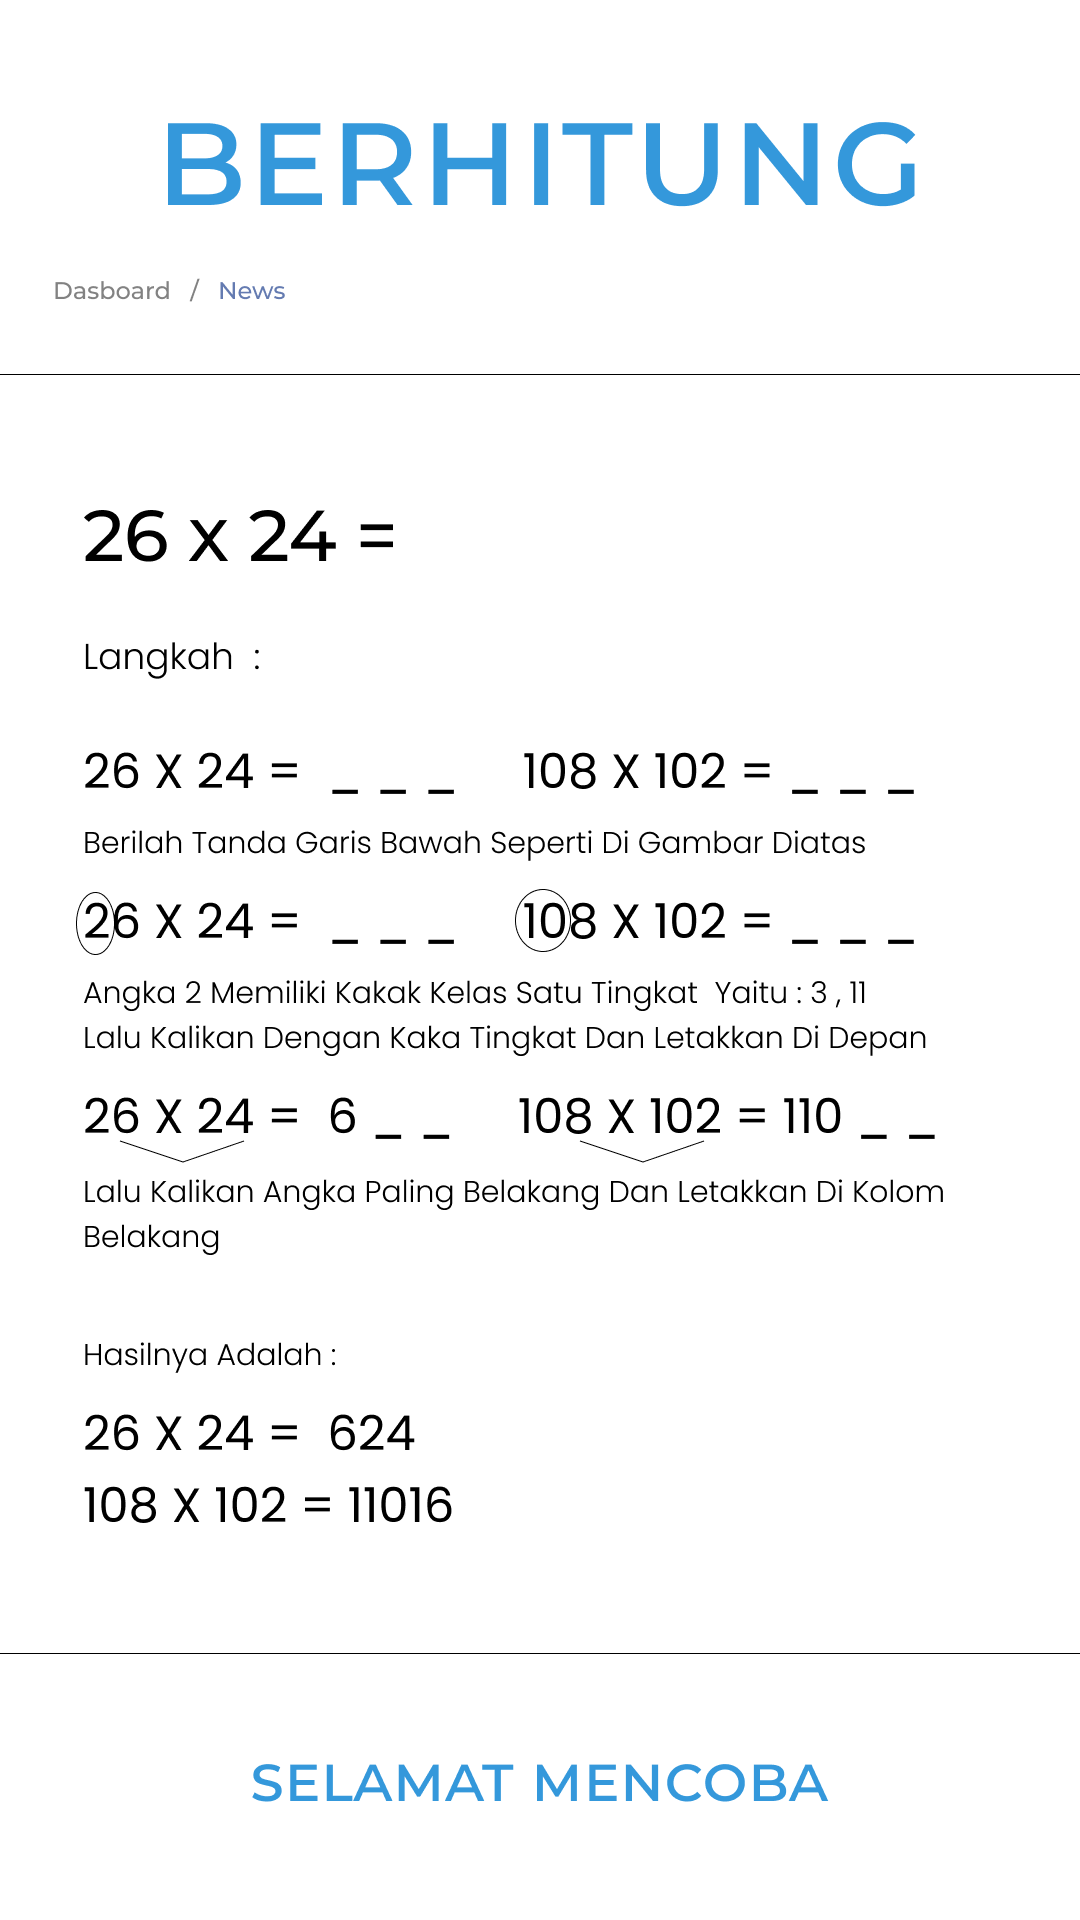 BERHITUNG
Dasboard / News
26 x 24 =
Langkah :
26 X 24 = _ _ _ 108 X 102 = _ _ _
Berilah Tanda Garis Bawah Seperti Di Gambar Diatas
26 X 24 = _ _ _ 108 X 102 = _ _ _
Angka 2 Memiliki Kakak Kelas Satu Tingkat Yaitu : 3 , 11
Lalu Kalikan Dengan Kaka Tingkat Dan Letakkan Di Depan
26 X 24 = 6 _ _ 108 X 102 = 110 _ _
Lalu Kalikan Angka Paling Belakang Dan Letakkan Di Kolom
Belakang
Hasilnya Adalah :
26 X 24 = 624
108 X 102 = 11016
SELAMAT MENCOBA